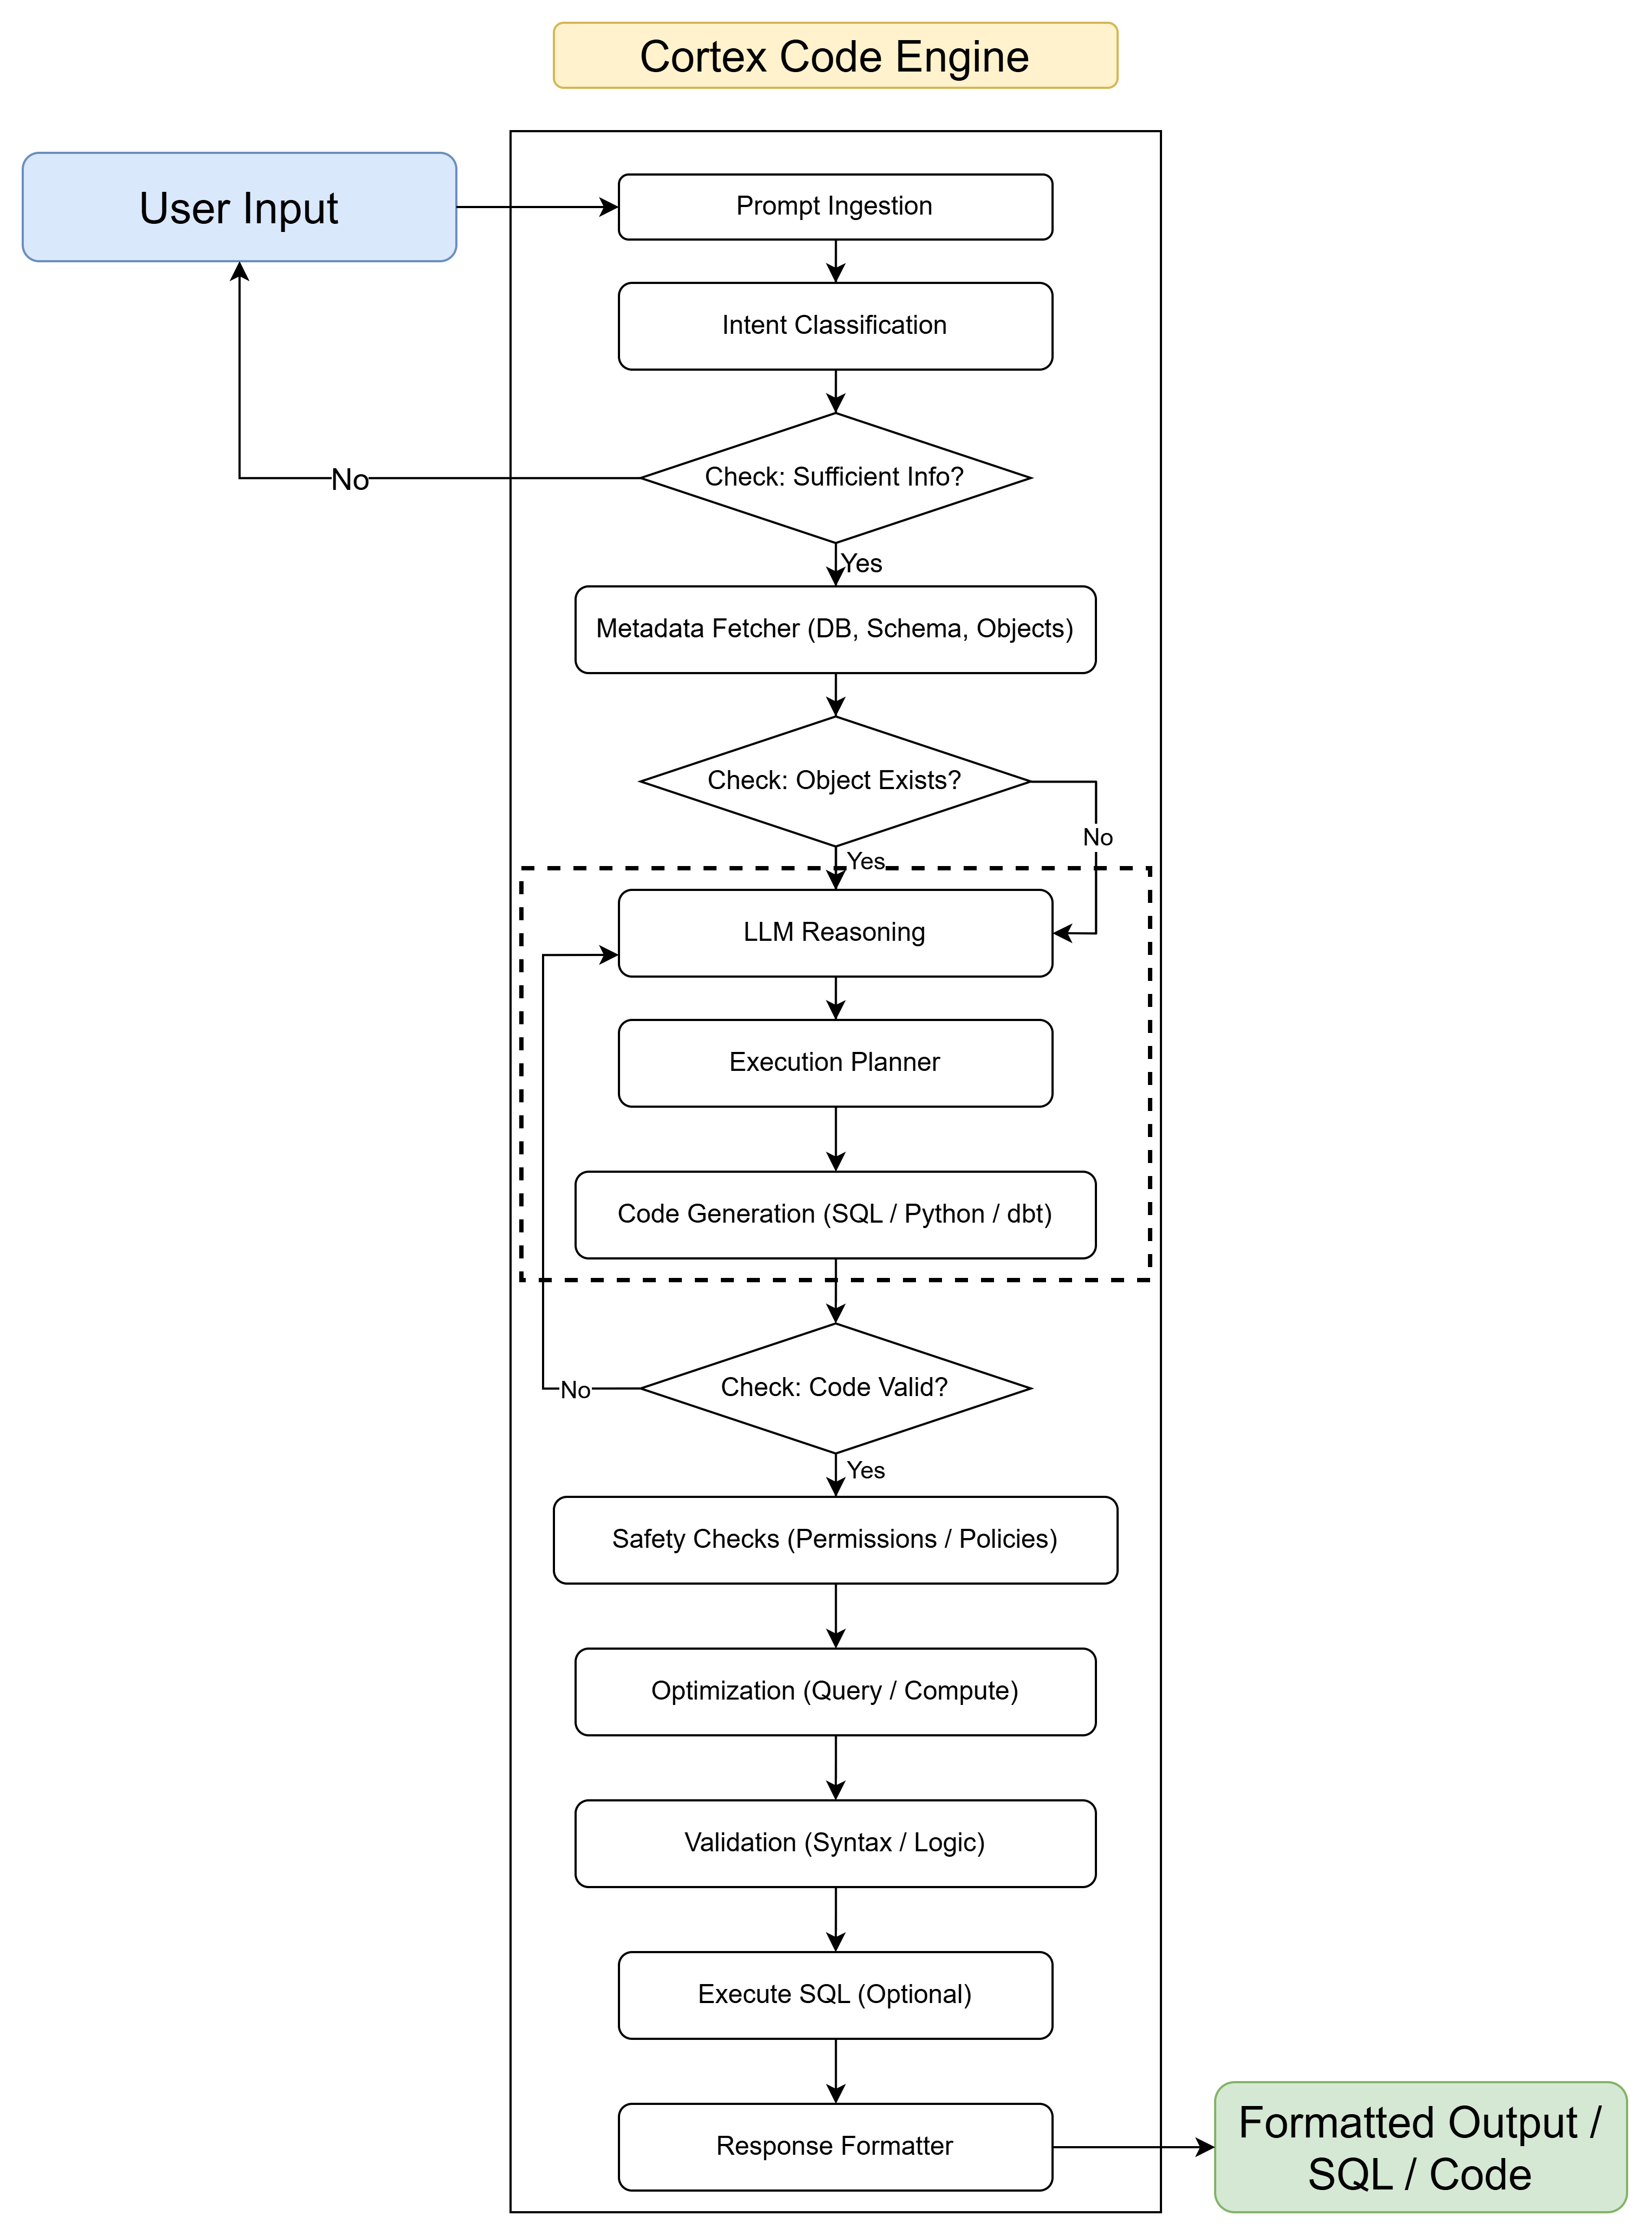 Cortex Code Engine
User Input
Prompt Ingestion
Intent Classification
Check: Sufficient Info?
No
Yes
Metadata Fetcher (DB, Schema, Objects)
Check: Object Exists?
No
Yes
LLM Reasoning
Execution Planner
Code Generation (SQL / Python / dbt)
Check: Code Valid?
No
Yes
Safety Checks (Permissions / Policies)
Optimization (Query / Compute)
Validation (Syntax / Logic)
Execute SQL (Optional)
Response Formatter
Formatted Output /
SQL / Code